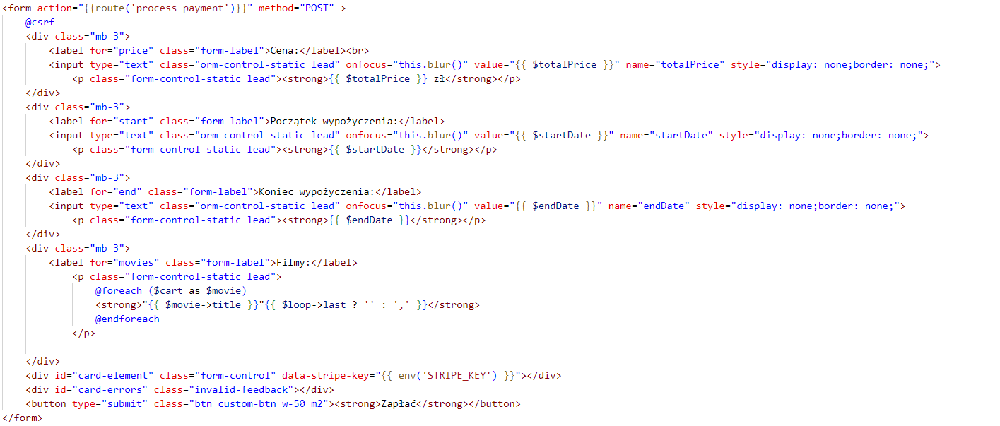 <form action="{{route('process_payment')}}" method="POST" >
@csrf
<div class="mb-3">
<label for="price" class="form-label">Cena:</label><br>
<input type="text" class="orm-control-static lead" onfocus="this.blur()" value="{{ $totalPrice }}" name="totalPrice" style="display: none;border: none;">
<p class="form-control-static lead"><strong>{{ $totalPrice }} zł</strong></p>
</div>
<div class="mb-3">
<label for="start" class="form-label">Początek wypożyczenia:</label>
<input type="text" class="orm-control-static lead" onfocus="this.blur()" value="{{ $startDate }}" name="startDate" style="display: none;border: none;">
<p class="form-control-static lead"><strong>{{ $startDate }}</strong></p>
</div>
<div class="mb-3">
<label for="end" class="form-label">Koniec wypożyczenia:</label>
<input type="text" class="orm-control-static lead" onfocus="this.blur()" value="{{ $endDate }}" name="endDate" style="display: none;border: none;">
<p class="form-control-static lead"><strong>{{ $endDate }}</strong></p>
</div>
<div class="mb-3">
<label for="movies" class="form-label">Filmy:</label>
<p class="form-control-static lead">
@foreach ($cart as $movie)
<strong>"{{ $movie->title }}"{{ $loop->last ? '' : ',' }}</strong>
@endforeach
</p>
</div>
<div id="card-element" class="form-control" data-stripe-key="{{ env('STRIPE_KEY') }}"></div>
<div id="card-errors" class="invalid-feedback"></div>
<button type="submit" class="btn custom-btn w-50 m2"><strong>Zapłać</strong></button>
</form>